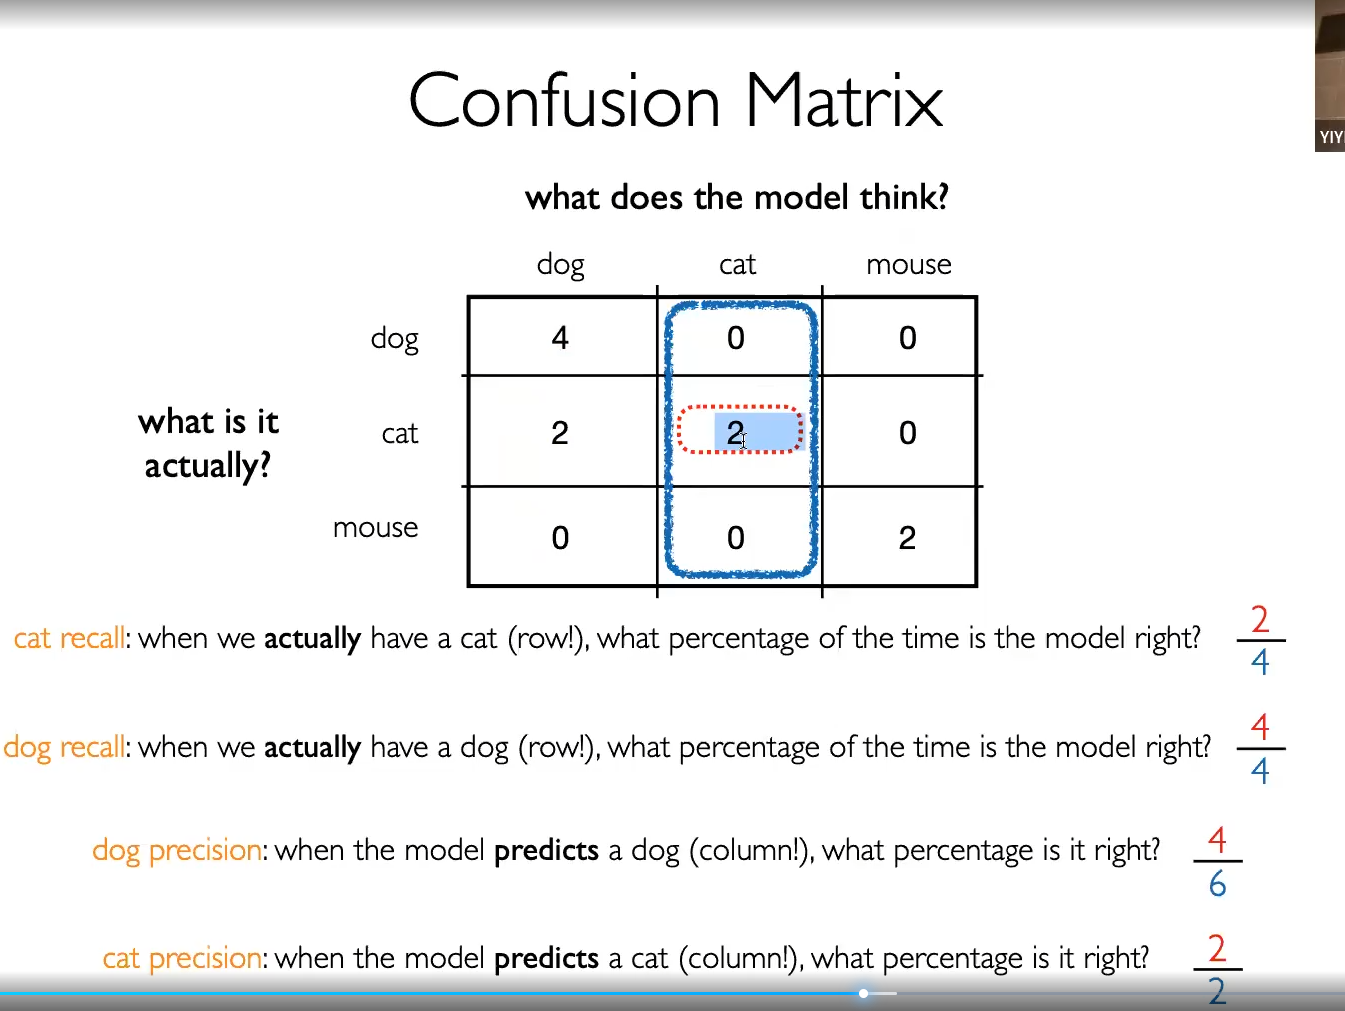 Confusion Matrix
YIY
what does the model think?
dog cat mouse
dog 4 0 0
what is it actually?
cat 2 2 0
mouse 0 0 2
cat recall: when we actually have a cat (row!), what percentage of the time is the model right? 2/4
dog recall: when we actually have a dog (row!), what percentage of the time is the model right? 4/4
dog precision: when the model predicts a dog (column!), what percentage is it right? 4/6
cat precision: when the model predicts a cat (column!), what percentage is it right? 2/2